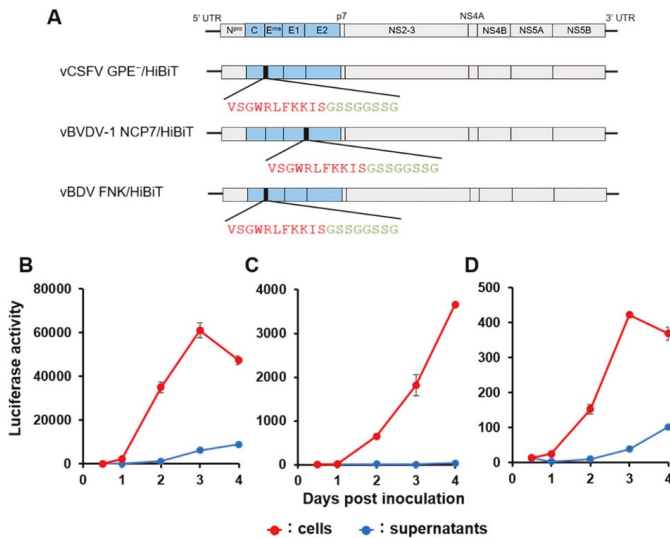 A
5' UTR p7 NS4A 3' UTR
Npro C Erns E1 E2 NS2-3 NS4B NS5A NS5B
vCSFV GPE−/HiBiT
VSGWRLFKKISGSSGGSSG
vBVDV-1 NCP7/HiBiT
VSGWRLFKKISGSSGGSSG
vBDV FNK/HiBiT
VSGWRLFKKISGSSGGSSG
B C D
Luciferase activity
80000
60000
40000
20000
0
0 1 2 3 4
4000
3000
2000
1000
0
0 1 2 3 4
500
400
300
200
100
0
0 1 2 3 4
Days post inoculation
: cells : supernatants